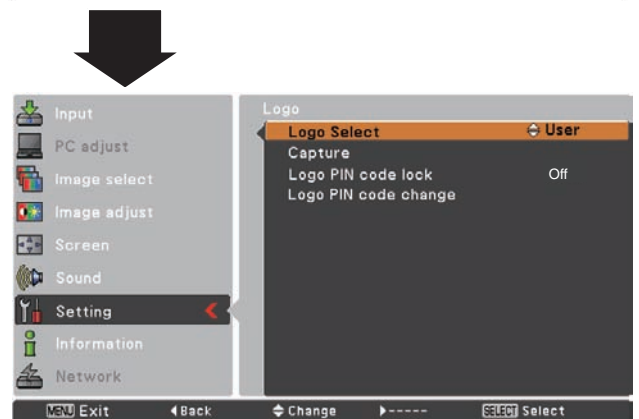 Input
PC adjust
Image select
Image adjust
Screen
Sound
Setting
Information
Network
Logo
Logo Select User
Capture
Logo PIN code lock Off
Logo PIN code change
MENU Exit ◀Back Change ▶----- SELECT Select